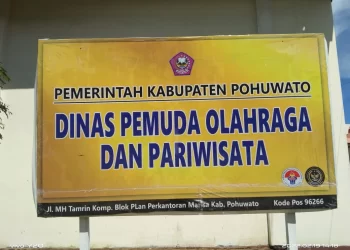 PEMERINTAH KABUPATEN POHUWATO
DINAS PEMUDA OLAHRAGA
DAN PARIWISATA
Jl. MH Tamrin Komp. Blok PLan Perkantoran Marisa Kab. Pohuwato Kode Pos 96266